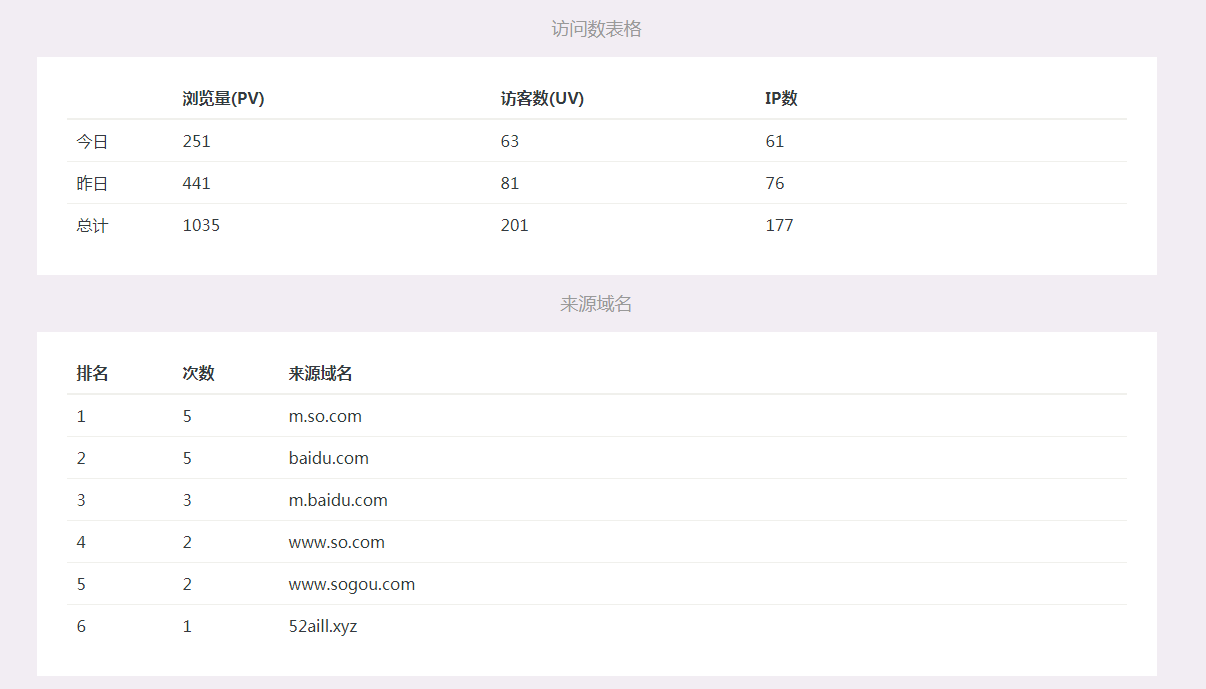 访问数表格
浏览量(PV) 访客数(UV) IP数
今日 251 63 61
昨日 441 81 76
总计 1035 201 177
来源域名
排名 次数 来源域名
1 5 m.so.com
2 5 baidu.com
3 3 m.baidu.com
4 2 www.so.com
5 2 www.sogou.com
6 1 52aill.xyz